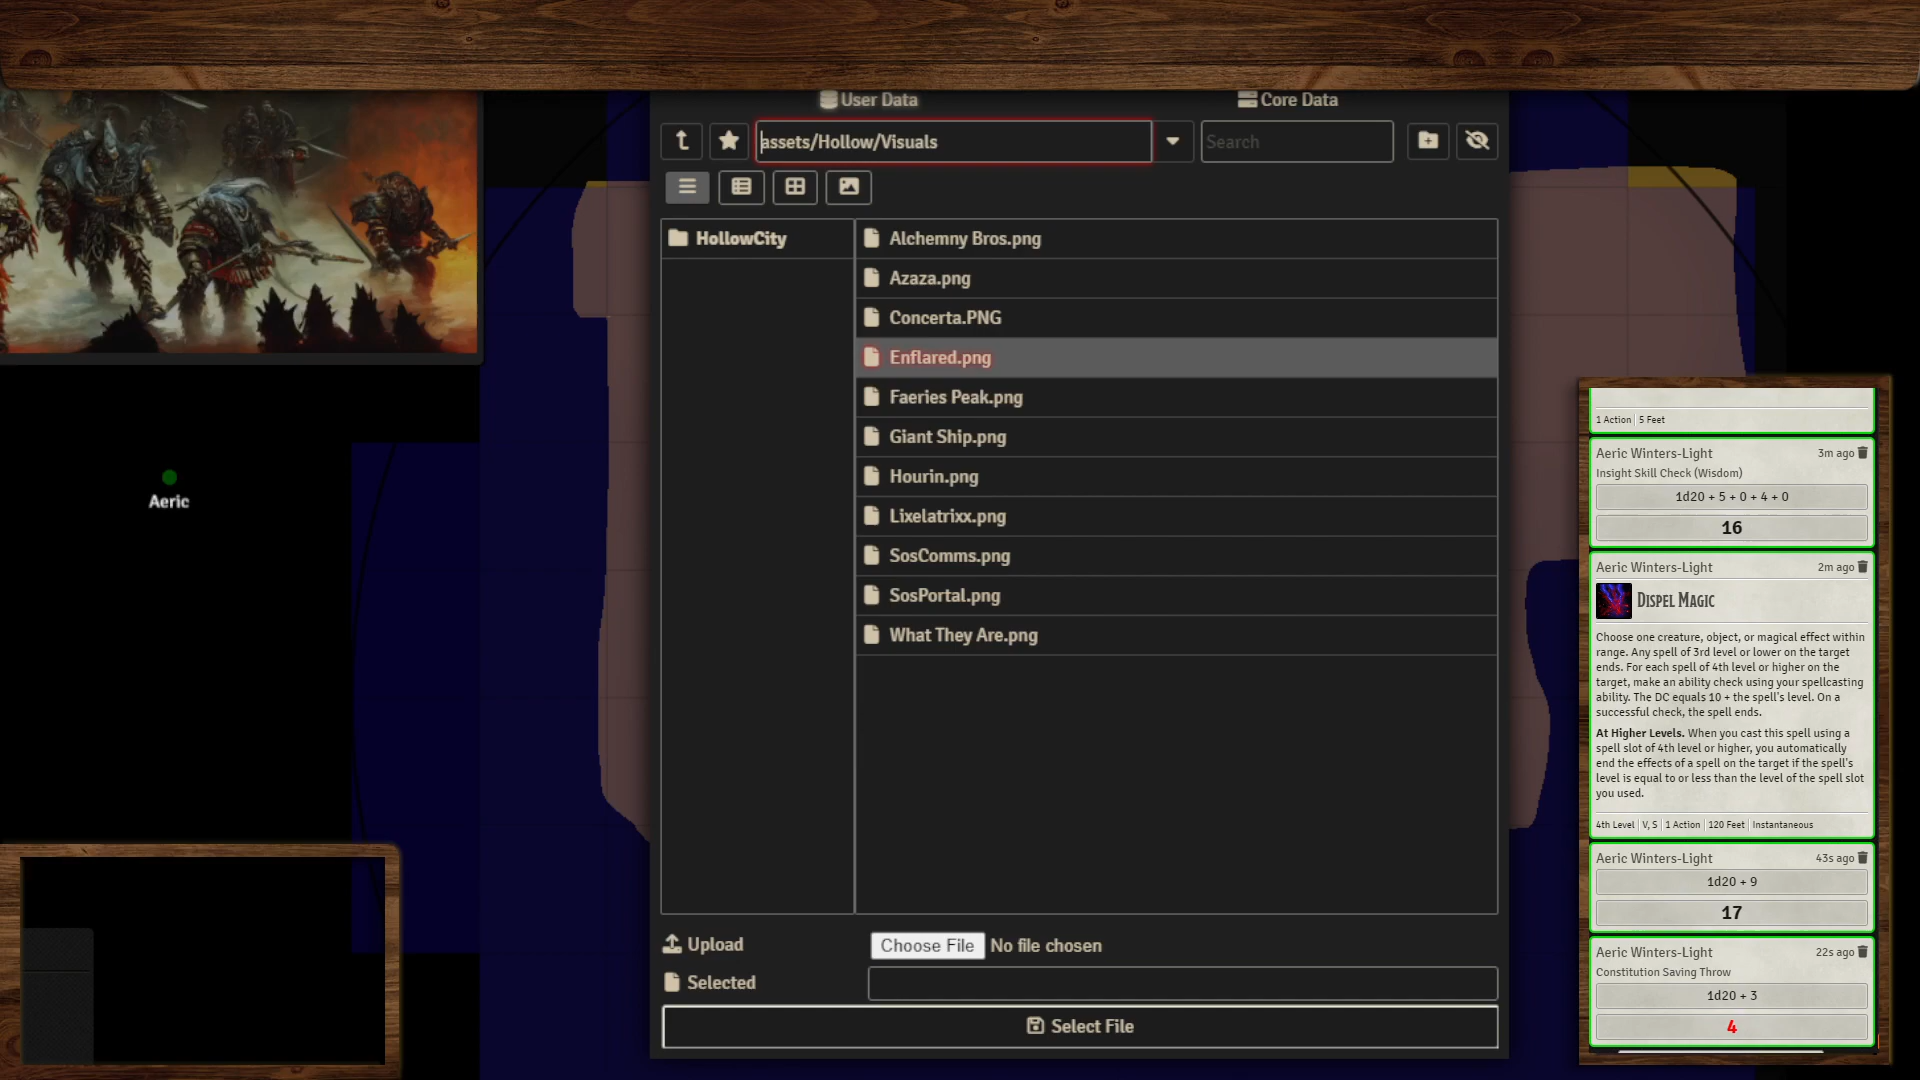 User Data
Core Data
assets/Hollow/Visuals
Search
HollowCity
Alchemny Bros.png
Azaza.png
Concerta.PNG
Enflared.png
Faeries Peak.png
Giant Ship.png
Hourin.png
Lixelatrixx.png
SosComms.png
SosPortal.png
What They Are.png
Upload
Choose File No file chosen
Selected
Select File
Aeric
1 Action | 5 Feet
Aeric Winters-Light 3m ago
Insight Skill Check (Wisdom)
1d20 + 5 + 0 + 4 + 0
16
Aeric Winters-Light 2m ago
Dispel Magic
Choose one creature, object, or magical effect within
range. Any spell of 3rd level or lower on the target
ends. For each spell of 4th level or higher on the
target, make an ability check using your spellcasting
ability. The DC equals 10 + the spell's level. On a
successful check, the spell ends.
At Higher Levels. When you cast this spell using a
spell slot of 4th level or higher, you automatically
end the effects of a spell on the target if the spell's
level is equal to or less than the level of the spell slot
you used.
4th Level | V, S | 1 Action | 120 Feet | Instantaneous
Aeric Winters-Light 43s ago
1d20 + 9
17
Aeric Winters-Light 22s ago
Constitution Saving Throw
1d20 + 3
4